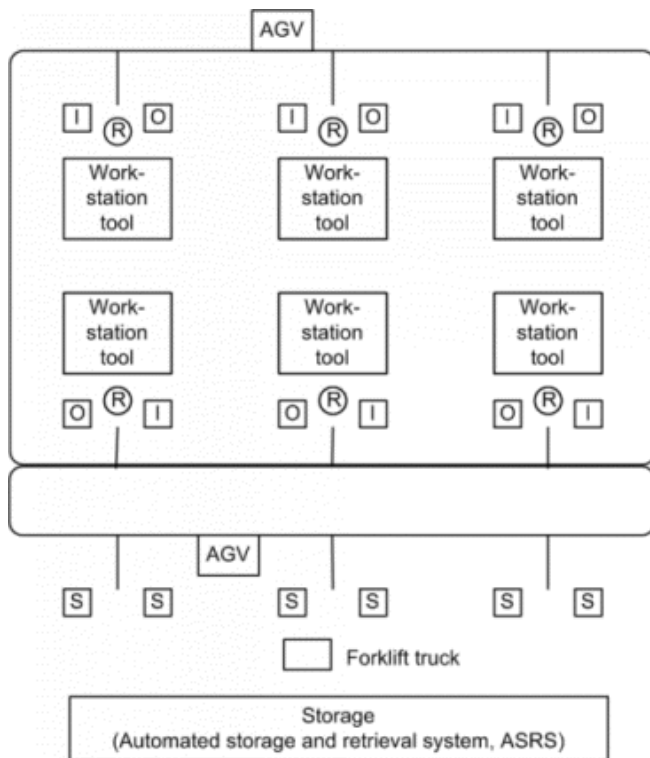 AGV
I R O I R O I R O
Work-
station
tool
Work-
station
tool
Work-
station
tool
Work-
station
tool
Work-
station
tool
Work-
station
tool
O R I O R I O R I
AGV
S S S S S S
Forklift truck
Storage
(Automated storage and retrieval system, ASRS)